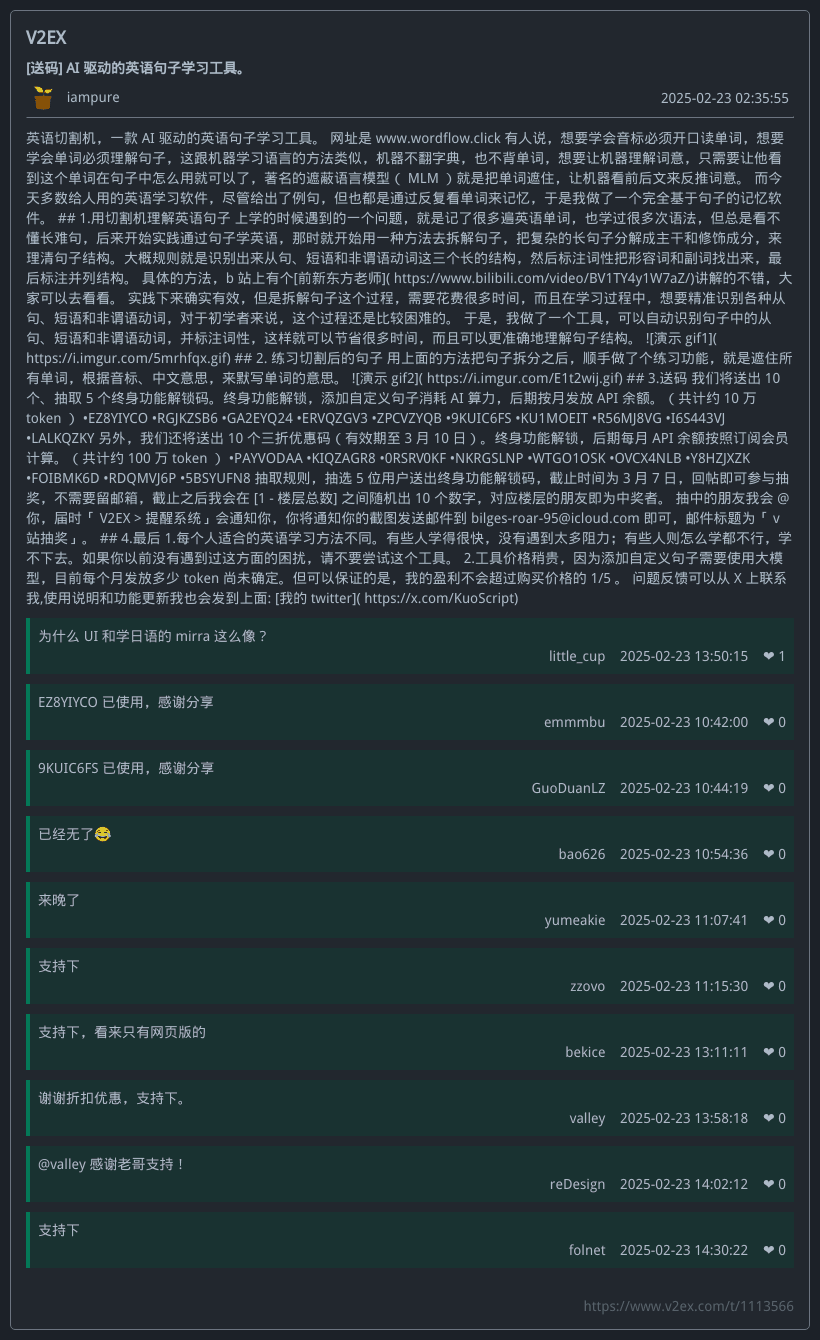 V2EX
[送码] AI 驱动的英语句子学习工具。
iampure 2025-02-23 02:35:55
英语切割机，一款 AI 驱动的英语句子学习工具。 网址是 www.wordflow.click 有人说，想要学会音标必须开口读单词，想要
学会单词必须理解句子，这跟机器学习语言的方法类似，机器不翻字典，也不背单词，想要让机器理解词意，只需要让他看
到这个单词在句子中怎么用就可以了，著名的遮蔽语言模型（ MLM ）就是把单词遮住，让机器看前后文来反推词意。 而今
天多数给人用的英语学习软件，尽管给出了例句，但也都是通过反复看单词来记忆，于是我做了一个完全基于句子的记忆软
件。 ## 1.用切割机理解英语句子 上学的时候遇到的一个问题，就是记了很多遍英语单词，也学过很多次语法，但总是看不
懂长难句，后来开始实践通过句子学英语，那时就开始用一种方法去拆解句子，把复杂的长句子分解成主干和修饰成分，来
理清句子结构。大概规则就是识别出来从句、短语和非谓语动词这三个长的结构，然后标注词性把形容词和副词找出来，最
后标注并列结构。 具体的方法，b 站上有个[前新东方老师]( https://www.bilibili.com/video/BV1TY4y1W7aZ/)讲解的不错，大
家可以去看看。 实践下来确实有效，但是拆解句子这个过程，需要花费很多时间，而且在学习过程中，想要精准识别各种从
句、短语和非谓语动词，对于初学者来说，这个过程还是比较困难的。 于是，我做了一个工具，可以自动识别句子中的从
句、短语和非谓语动词，并标注词性，这样就可以节省很多时间，而且可以更准确地理解句子结构。 ![演示 gif1](
https://i.imgur.com/5mrhfqx.gif) ## 2. 练习切割后的句子 用上面的方法把句子拆分之后，顺手做了个练习功能，就是遮住所
有单词，根据音标、 中文意思，来默写单词的意思。 ![演示 gif2]( https://i.imgur.com/E1t2wij.gif) ## 3.送码 我们将送出 10
个、抽取 5 个终身功能解锁码。终身功能解锁，添加自定义句子消耗 AI 算力，后期按月发放 API 余额。（ 共计约 10 万
token ） •EZ8YIYCO •RGJKZSB6 •GA2EYQ24 •ERVQZGV3 •ZPCVZYQB •9KUIC6FS •KU1MOEIT •R56MJ8VG •I6S443VJ
•LALKQZKY 另外，我们还将送出 10 个三折优惠码（ 有效期至 3 月 10 日）。终身功能解锁，后期每月 API 余额按照订阅会员
计算。（ 共计约 100 万 token ） •PAYVODAA •KIQZAGR8 •0RSRV0KF •NKRGSLNP •WTGO1OSK •OVCX4NLB •Y8HZJXZK
•FOIBMK6D •RDQMVJ6P •5BSYUFN8 抽取规则，抽选 5 位用户送出终身功能解锁码，截止时间为 3 月 7 日，回帖即可参与抽
奖，不需要留邮箱，截止之后我会在 [1 - 楼层总数] 之间随机出 10 个数字，对应楼层的朋友即为中奖者。 抽中的朋友我会 @
你，届时「 V2EX > 提醒系统」会通知你，你将通知你的截图发送邮件到 bilges-roar-95@icloud.com 即可，邮件标题为「 v
站抽奖」。 ## 4.最后 1.每个人适合的英语学习方法不同。有些人学得很快，没有遇到太多阻力；有些人则怎么学都不行，学
不下去。如果你以前没有遇到过这方面的困扰，请不要尝试这个工具。 2.工具价格稍贵，因为添加自定义句子需要使用大模
型，目前每个月发放多少 token 尚未确定。但可以保证的是，我的盈利不会超过购买价格的 1/5 。 问题反馈可以从 X 上联系
我,使用说明和功能更新我也会发到上面: [我的 twitter]( https://x.com/KuoScript)
为什么 UI 和学日语的 mirra 这么像？
little_cup 2025-02-23 13:50:15 ❤ 1
EZ8YIYCO 已使用，感谢分享
emmmbu 2025-02-23 10:42:00 ❤ 0
9KUIC6FS 已使用，感谢分享
GuoDuanLZ 2025-02-23 10:44:19 ❤ 0
已经无了😂
bao626 2025-02-23 10:54:36 ❤ 0
来晚了
yumeakie 2025-02-23 11:07:41 ❤ 0
支持下
zzovo 2025-02-23 11:15:30 ❤ 0
支持下，看来只有网页版的
bekice 2025-02-23 13:11:11 ❤ 0
谢谢折扣优惠，支持下。
valley 2025-02-23 13:58:18 ❤ 0
@valley 感谢老哥支持！
reDesign 2025-02-23 14:02:12 ❤ 0
支持下
folnet 2025-02-23 14:30:22 ❤ 0
https://www.v2ex.com/t/1113566